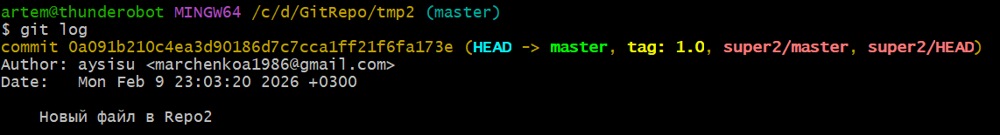 artem@thunderobot MINGW64 /c/d/GitRepo/tmp2 (master)
$ git log
commit 0a091b210c4ea3d90186d7c7cca1ff21f6fa173e (HEAD -> master, tag: 1.0, super2/master, super2/HEAD)
Author: aysisu <marchenkoa1986@gmail.com>
Date:   Mon Feb 9 23:03:20 2026 +0300
    Новый файл в Repo2